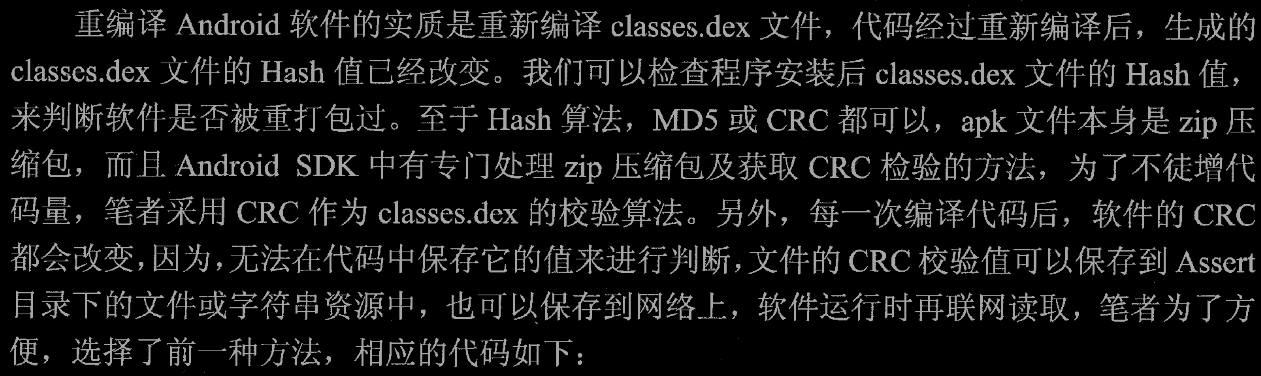 重编译 Android 软件的实质是重新编译 classes.dex 文件，代码经过重新编译后，生成的
classes.dex 文件的 Hash 值已经改变。我们可以检查程序安装后 classes.dex 文件的 Hash 值，
来判断软件是否被重打包过。至于 Hash 算法，MD5 或 CRC 都可以，apk 文件本身是 zip 压
缩包，而且 Android SDK 中有专门处理 zip 压缩包及获取 CRC 检验的方法，为了不徒增代
码量，笔者采用 CRC 作为 classes.dex 的校验算法。另外，每一次编译代码后，软件的 CRC
都会改变,因为,无法在代码中保存它的值来进行判断,文件的 CRC 校验值可以保存到 Assert
目录下的文件或字符串资源中，也可以保存到网络上，软件运行时再联网读取，笔者为了方
便，选择了前一种方法，相应的代码如下：